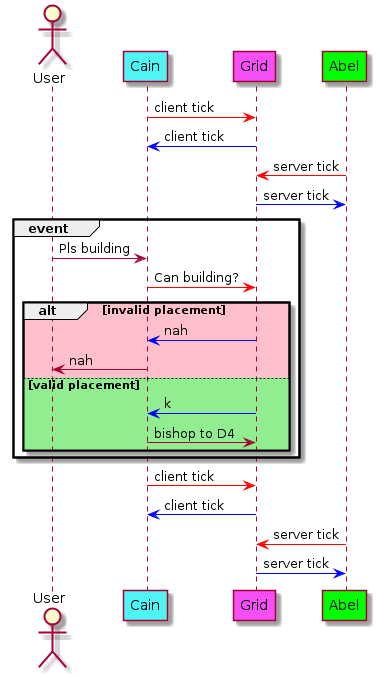 User
Cain
Grid
Abel
client tick
client tick
server tick
server tick
event
Pls building
Can building?
alt
[invalid placement]
nah
nah
[valid placement]
k
bishop to D4
client tick
client tick
server tick
server tick
User
Cain
Grid
Abel